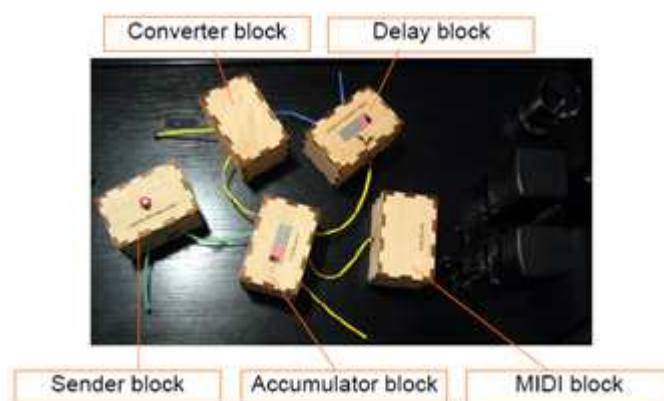 Converter block
Delay block
Sender block
Accumulator block
MIDI block